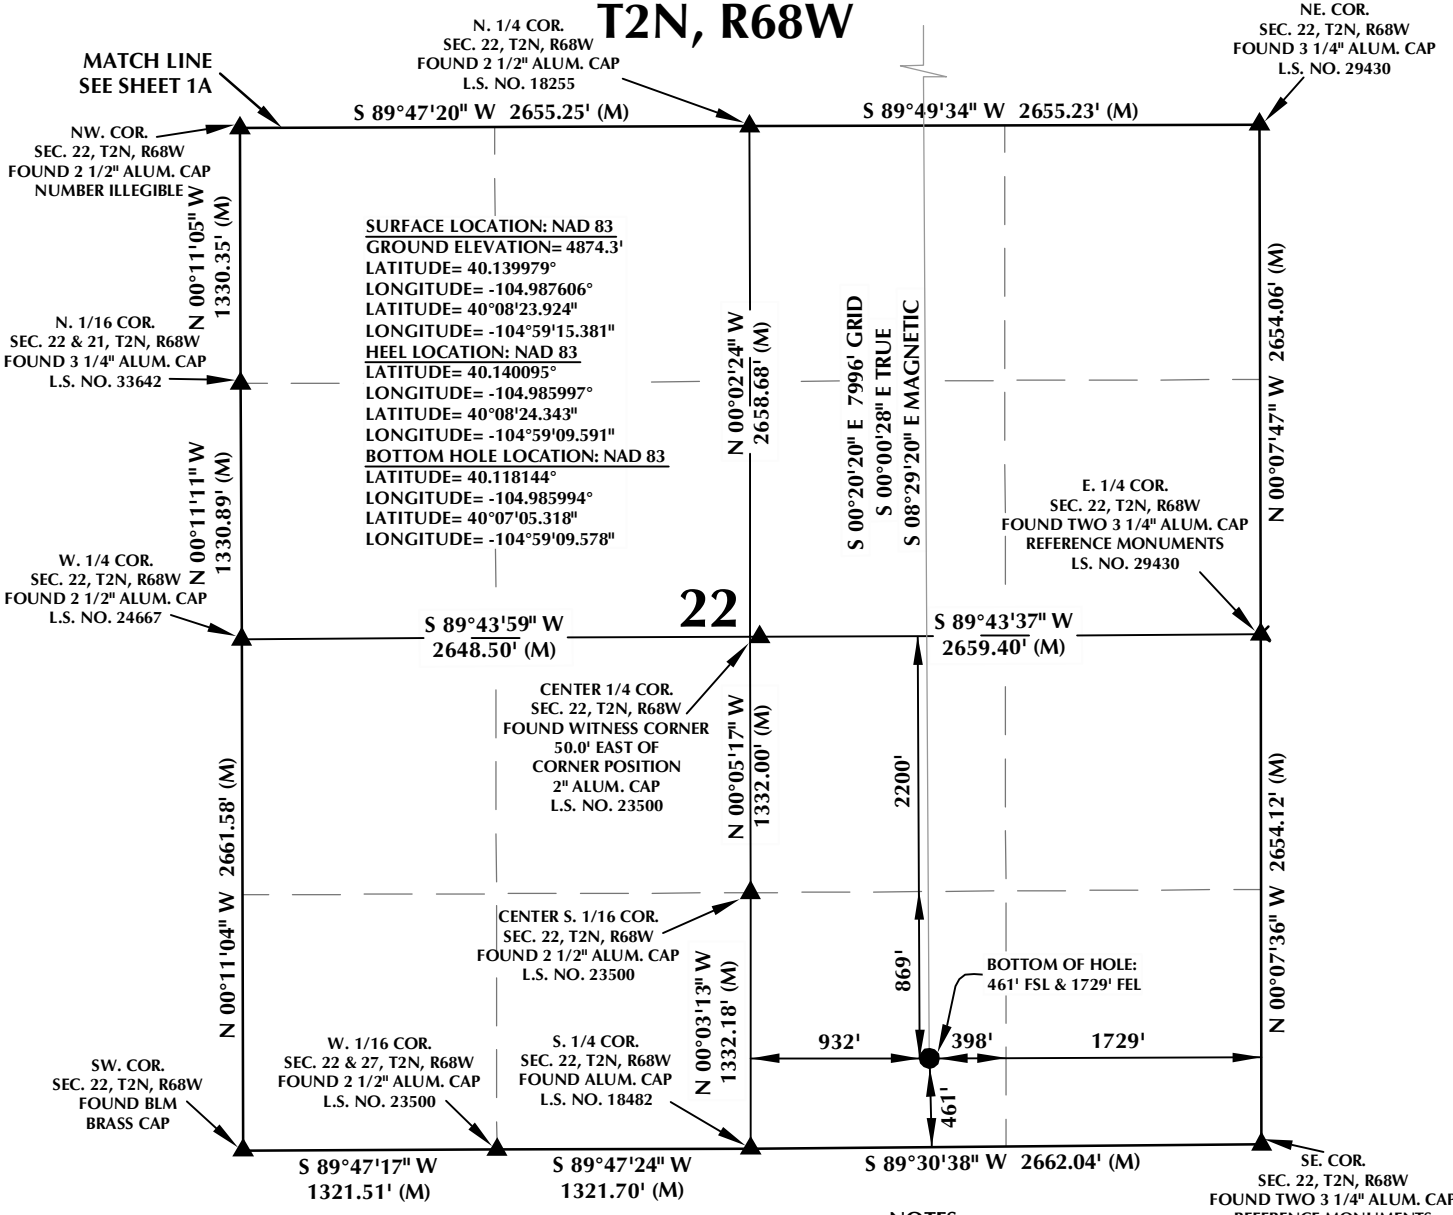 T2N, R68W
N. 1/4 COR.
SEC. 22, T2N, R68W
FOUND 2 1/2" ALUM. CAP
L.S. NO. 18255
NE. COR.
SEC. 22, T2N, R68W
FOUND 3 1/4" ALUM. CAP
L.S. NO. 29430
MATCH LINE
SEE SHEET 1A
S 89°47'20" W 2655.25' (M)
S 89°49'34" W 2655.23' (M)
NW. COR.
SEC. 22, T2N, R68W
FOUND 2 1/2" ALUM. CAP
NUMBER ILLEGIBLE
N 00°11'05" W
1330.35' (M)
SURFACE LOCATION: NAD 83
GROUND ELEVATION= 4874.3'
LATITUDE= 40.139979°
LONGITUDE= -104.987606°
LATITUDE= 40°08'23.924"
LONGITUDE= -104°59'15.381"
HEEL LOCATION: NAD 83
LATITUDE= 40.140095°
LONGITUDE= -104.985997°
LATITUDE= 40°08'24.343"
LONGITUDE= -104°59'09.591"
BOTTOM HOLE LOCATION: NAD 83
LATITUDE= 40.118144°
LONGITUDE= -104.985994°
LATITUDE= 40°07'05.318"
LONGITUDE= -104°59'09.578"
N 00°02'24" W
2658.68' (M)
S 00°20'20" E 7996' GRID
S 00°00'28" E TRUE
S 08°29'20" E MAGNETIC
N 00°07'47" W 2654.06' (M)
N. 1/16 COR.
SEC. 22 & 21, T2N, R68W
FOUND 3 1/4" ALUM. CAP
L.S. NO. 33642
N 00°11'11" W
1330.89' (M)
E. 1/4 COR.
SEC. 22, T2N, R68W
FOUND TWO 3 1/4" ALUM. CAP
REFERENCE MONUMENTS
LS. NO. 29430
W. 1/4 COR.
SEC. 22, T2N, R68W
FOUND 2 1/2" ALUM. CAP
L.S. NO. 24667
22
S 89°43'59" W
2648.50' (M)
S 89°43'37" W
2659.40' (M)
CENTER 1/4 COR.
SEC. 22, T2N, R68W
FOUND WITNESS CORNER
50.0' EAST OF
CORNER POSITION
2" ALUM. CAP
L.S. NO. 23500
N 00°05'17" W
1332.00' (M)
2200'
N 00°11'04" W 2661.58' (M)
N 00°07'36" W 2654.12' (M)
CENTER S. 1/16 COR.
SEC. 22, T2N, R68W
FOUND 2 1/2" ALUM. CAP
L.S. NO. 23500
N 00°03'13" W
1332.18' (M)
869'
BOTTOM OF HOLE:
461' FSL & 1729' FEL
932'
398'
1729'
461'
SW. COR.
SEC. 22, T2N, R68W
FOUND BLM
BRASS CAP
W. 1/16 COR.
SEC. 22 & 27, T2N, R68W
FOUND 2 1/2" ALUM. CAP
L.S. NO. 23500
S. 1/4 COR.
SEC. 22, T2N, R68W
FOUND ALUM. CAP
L.S. NO. 18482
S 89°47'17" W
1321.51' (M)
S 89°47'24" W
1321.70' (M)
S 89°30'38" W 2662.04' (M)
SE. COR.
SEC. 22, T2N, R68W
FOUND TWO 3 1/4" ALUM. CAP
REFERENCE MONUMENTS
NOTES